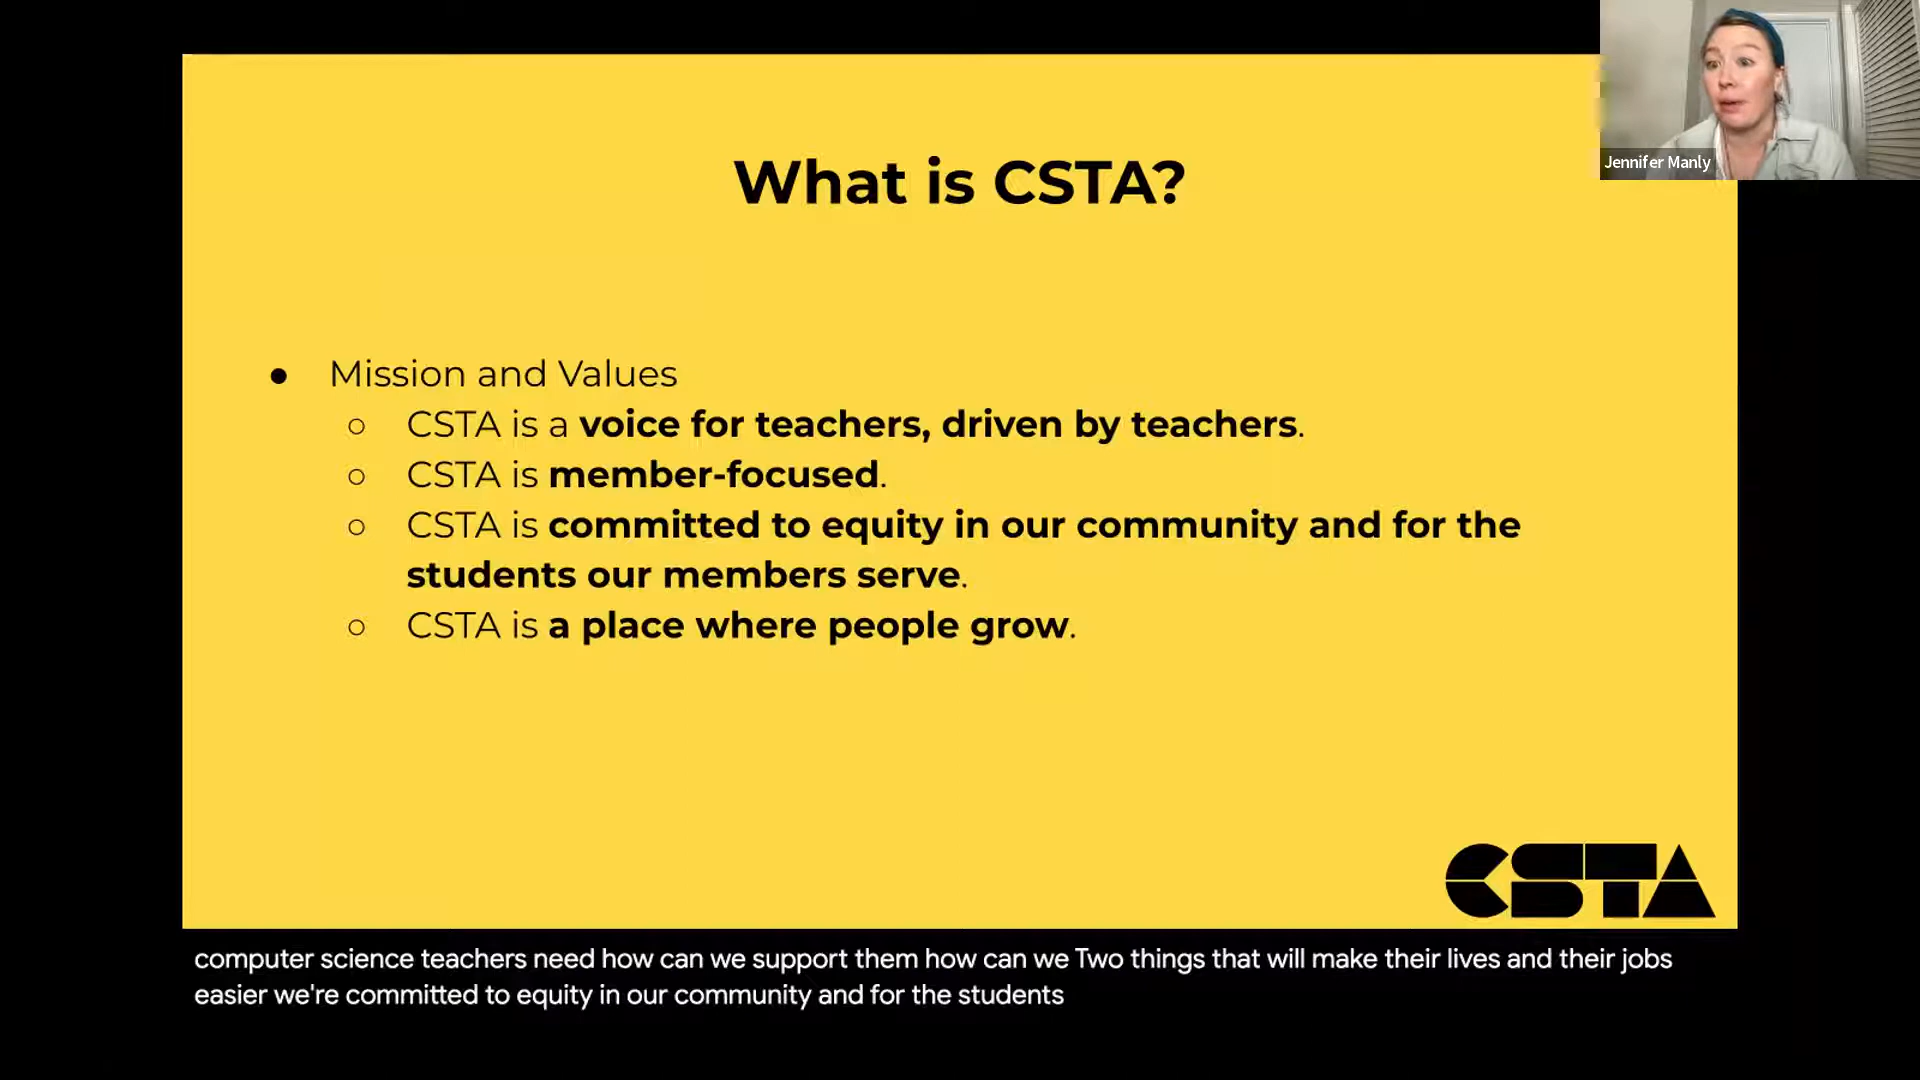 Jennifer Manly
What is CSTA?
● Mission and Values
○ CSTA is a voice for teachers, driven by teachers.
○ CSTA is member-focused.
○ CSTA is committed to equity in our community and for the
students our members serve.
○ CSTA is a place where people grow.
CSTA
computer science teachers need how can we support them how can we Two things that will make their lives and their jobs
easier we're committed to equity in our community and for the students